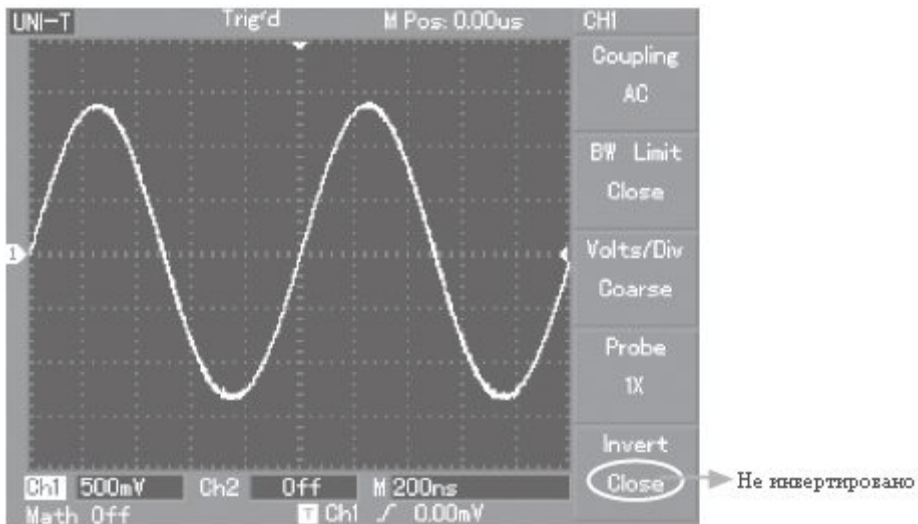 UNI-T Trig'd M Pos: 0.00us CH1
Coupling
AC
BW Limit
Close
1
Volts/Div
Coarse
Probe
1X
Invert
Close
Не инвертировано
Ch1 500mV Ch2 Off M 200ns
Math Off T Ch1 0.00mV